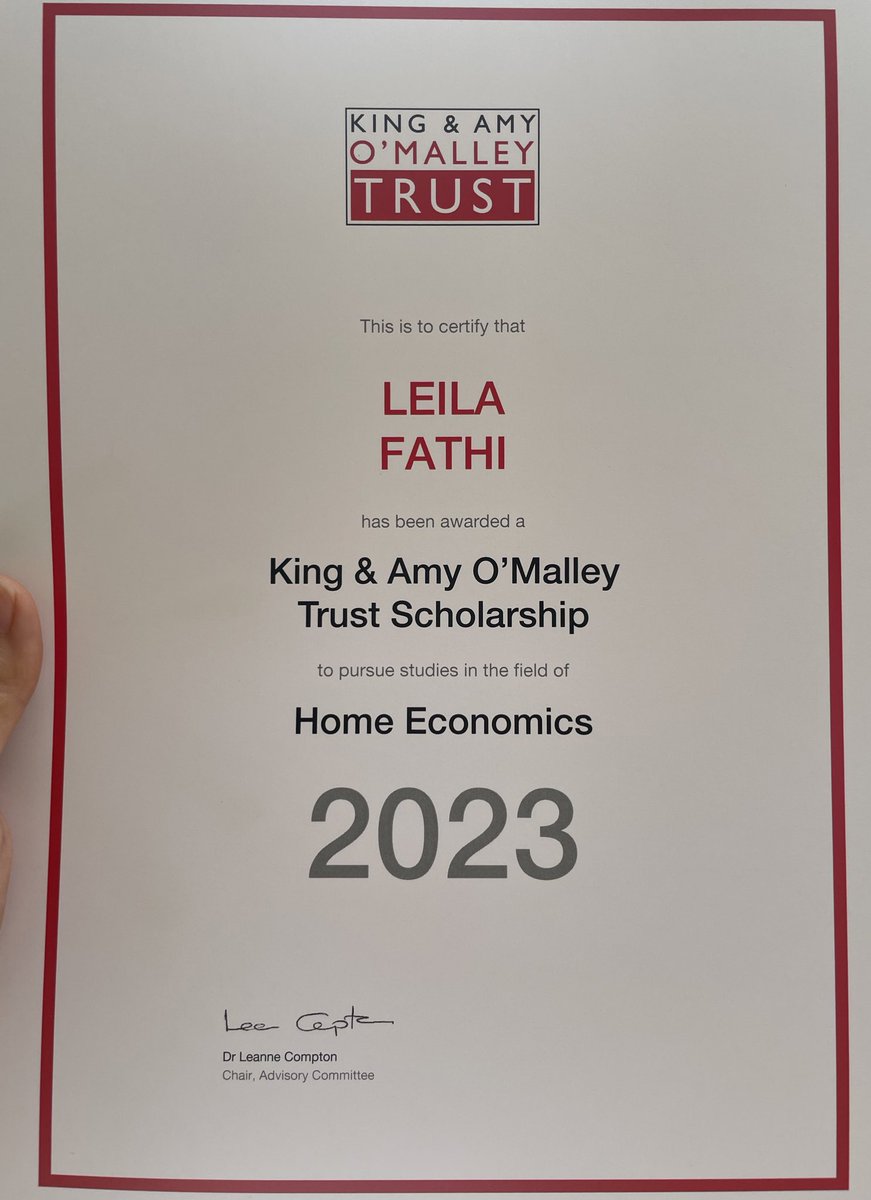 KING & AMY
O'MALLEY
TRUST
This is to certify that
LEILA
FATHI
has been awarded a
King & Amy O'Malley
Trust Scholarship
to pursue studies in the field of
Home Economics
2023
Dr Leanne Compton
Chair, Advisory Committee